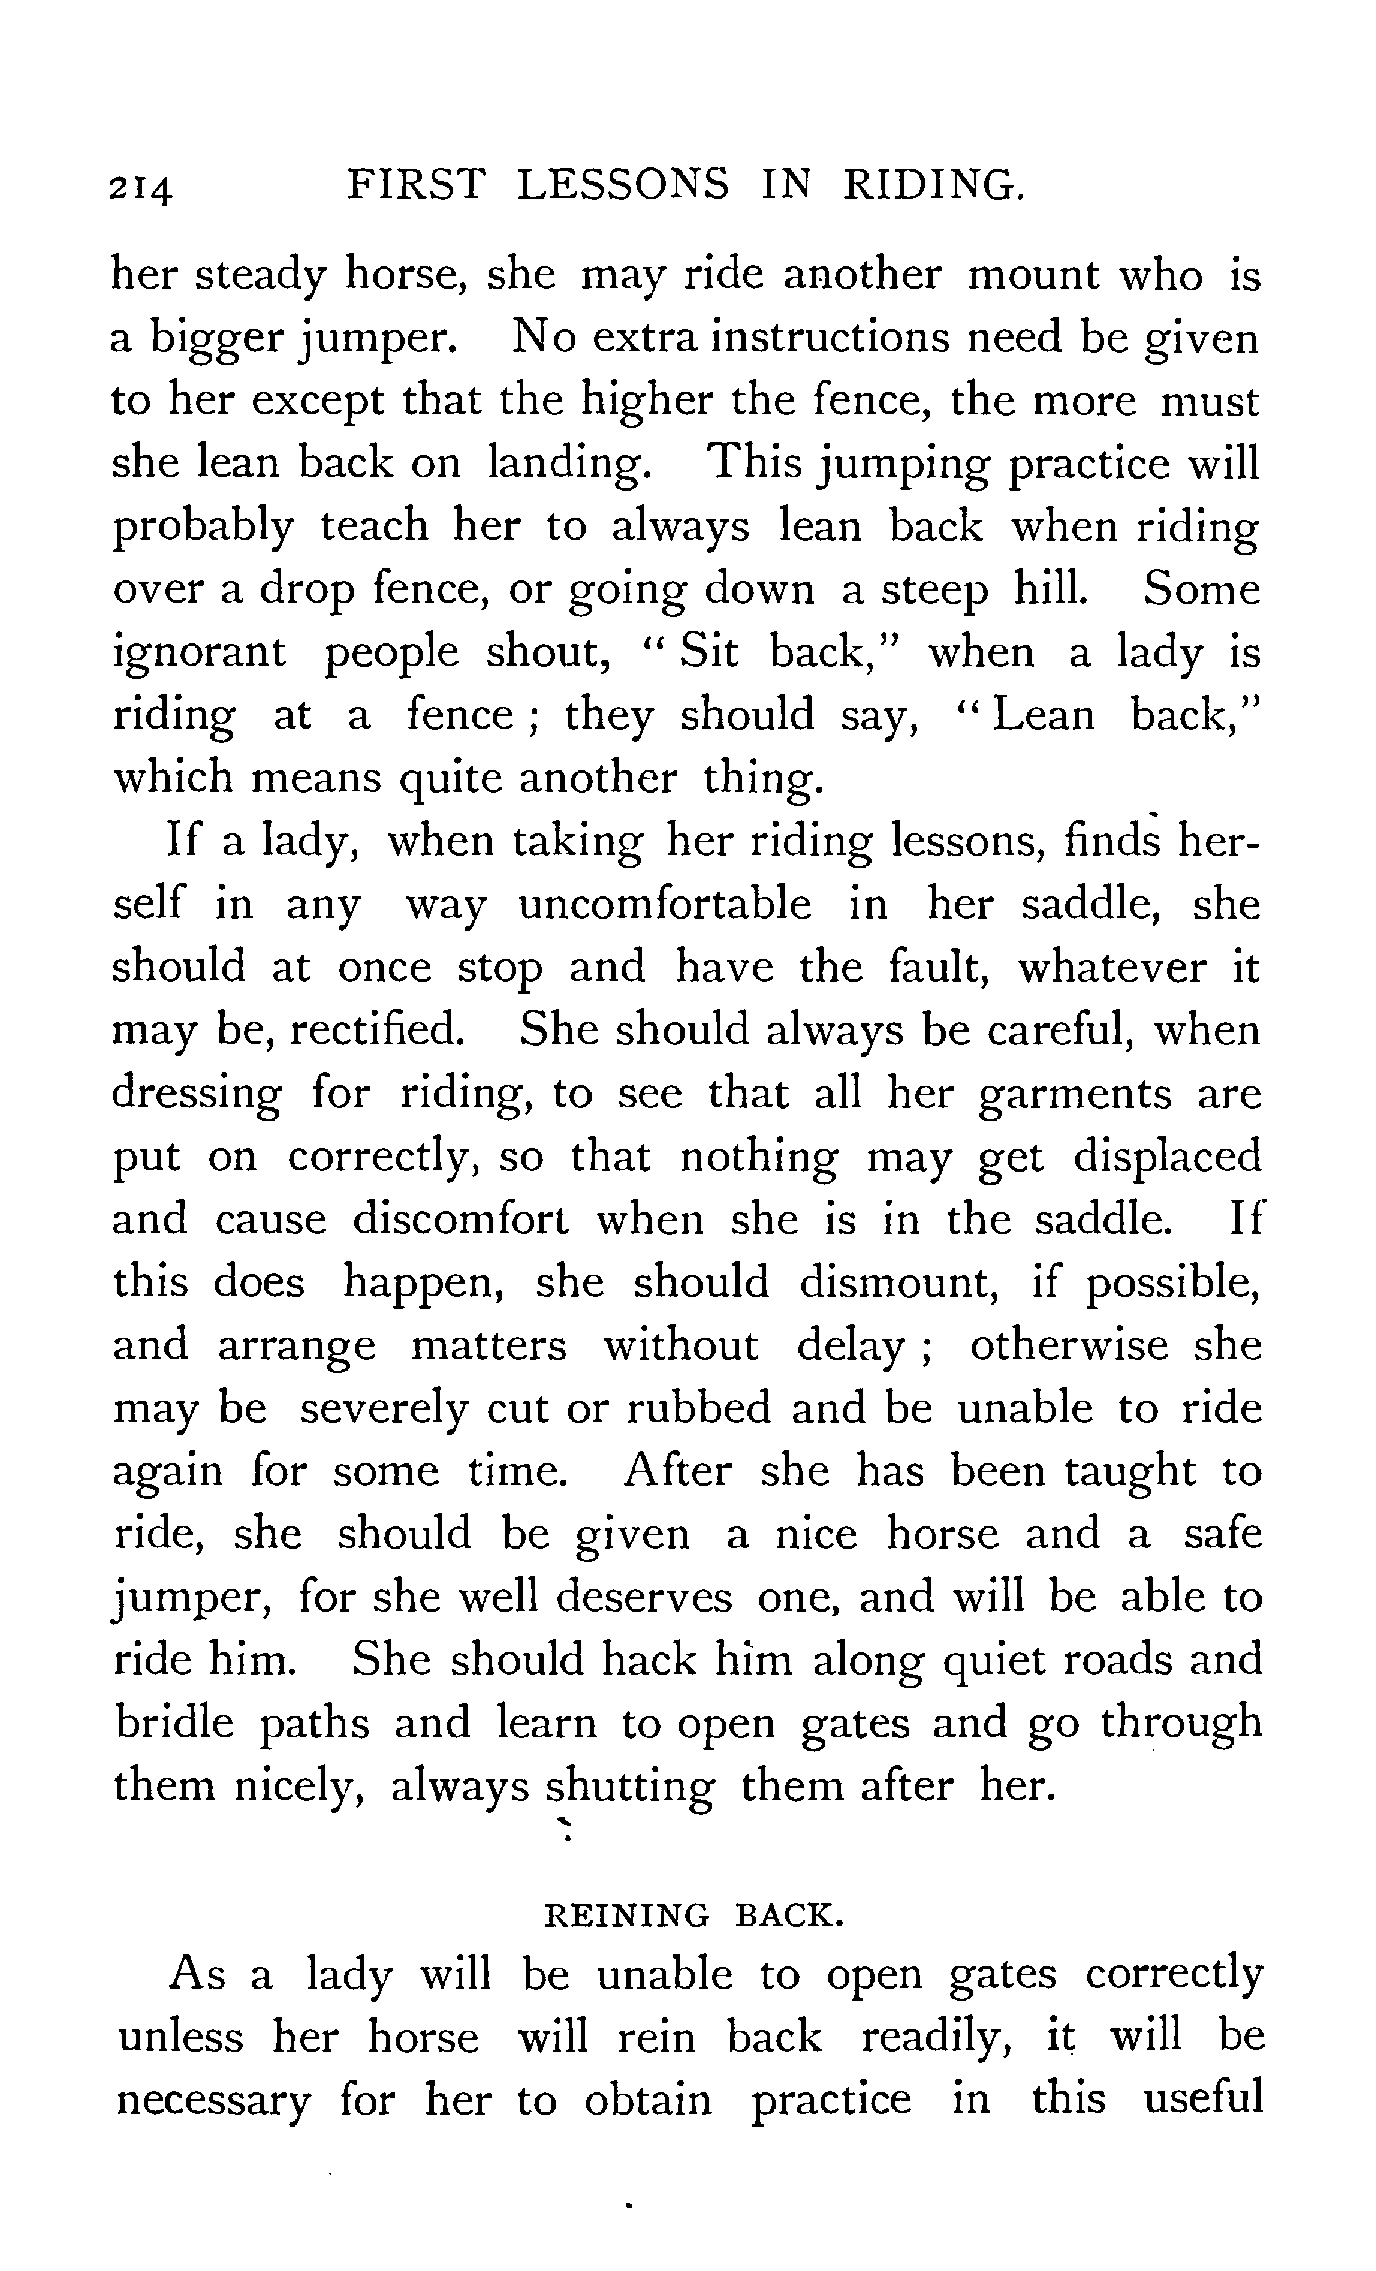 214 FIRST LESSONS IN RIDING.
her steady horse, she may ride another mount who is
a bigger jumper. No extra instructions need be given
to her except that the higher the fence, the more must
she lean back on landing. This jumping practice will
probably teach her to always lean back when riding
over a drop fence, or going down a steep hill. Some
ignorant people shout, “ Sit back,” when a lady is
riding at a fence ; they should say, “ Lean back,”
which means quite another thing.
If a lady, when taking her riding lessons, finds her-
self in any way uncomfortable in her saddle, she
should at once stop and have the fault, whatever it
may be, rectified. She should always be careful, when
dressing for riding, to see that all her garments are
put on correctly, so that nothing may get displaced
and cause discomfort when she is in the saddle. If
this does happen, she should dismount, if possible,
and arrange matters without delay ; otherwise she
may be severely cut or rubbed and be unable to ride
again for some time. After she has been taught to
ride, she should be given a nice horse and a safe
jumper, for she well deserves one, and will be able to
ride him. She should hack him along quiet roads and
bridle paths and learn to open gates and go through
them nicely, always shutting them after her.
REINING BACK.
As a lady will be unable to open gates correctly
unless her horse will rein back readily, it will be
necessary for her to obtain practice in this useful